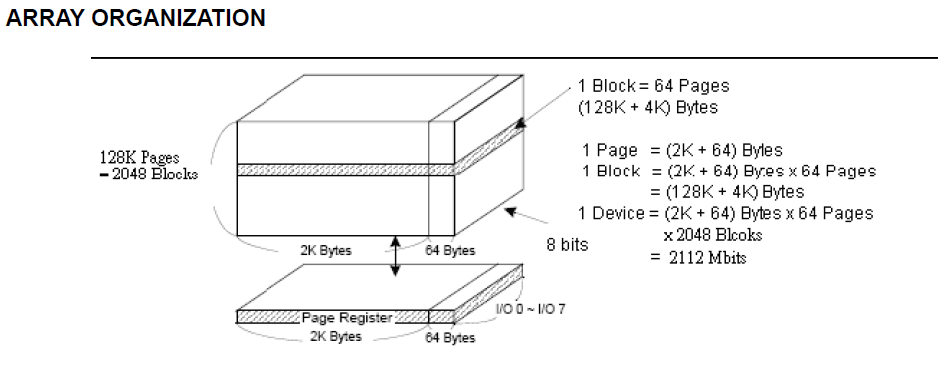 ARRAY ORGANIZATION
1 Block = 64 Pages
(128K + 4K) Bytes
128K Pages
= 2048 Blocks
1 Page = (2K + 64) Bytes
1 Block = (2K + 64) Bytes x 64 Pages
= (128K + 4K) Bytes
1 Device = (2K + 64) Bytes x 64 Pages
x 2048 Blcoks
= 2112 Mbits
8 bits
2K Bytes
64 Bytes
I/O 0 ~ I/O 7
Page Register
2K Bytes
64 Bytes